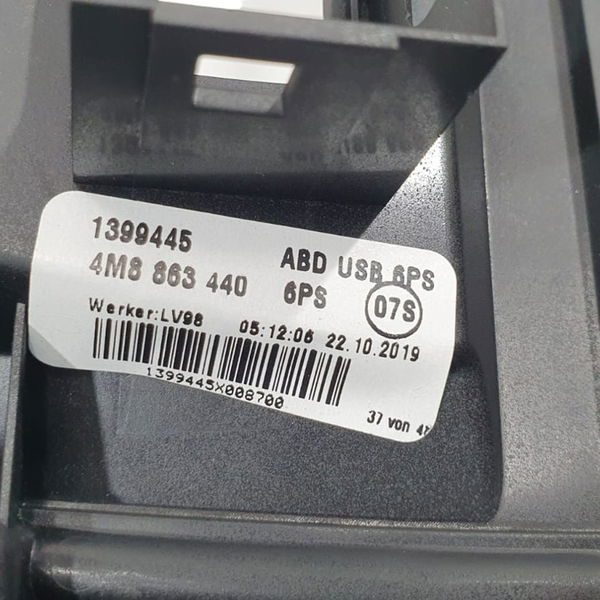 1399445 ABD USB 6PS
4M8 863 440 6PS 07S
Werker:LV98 05:12:06 22.10.2019
1399445X008700
37 von